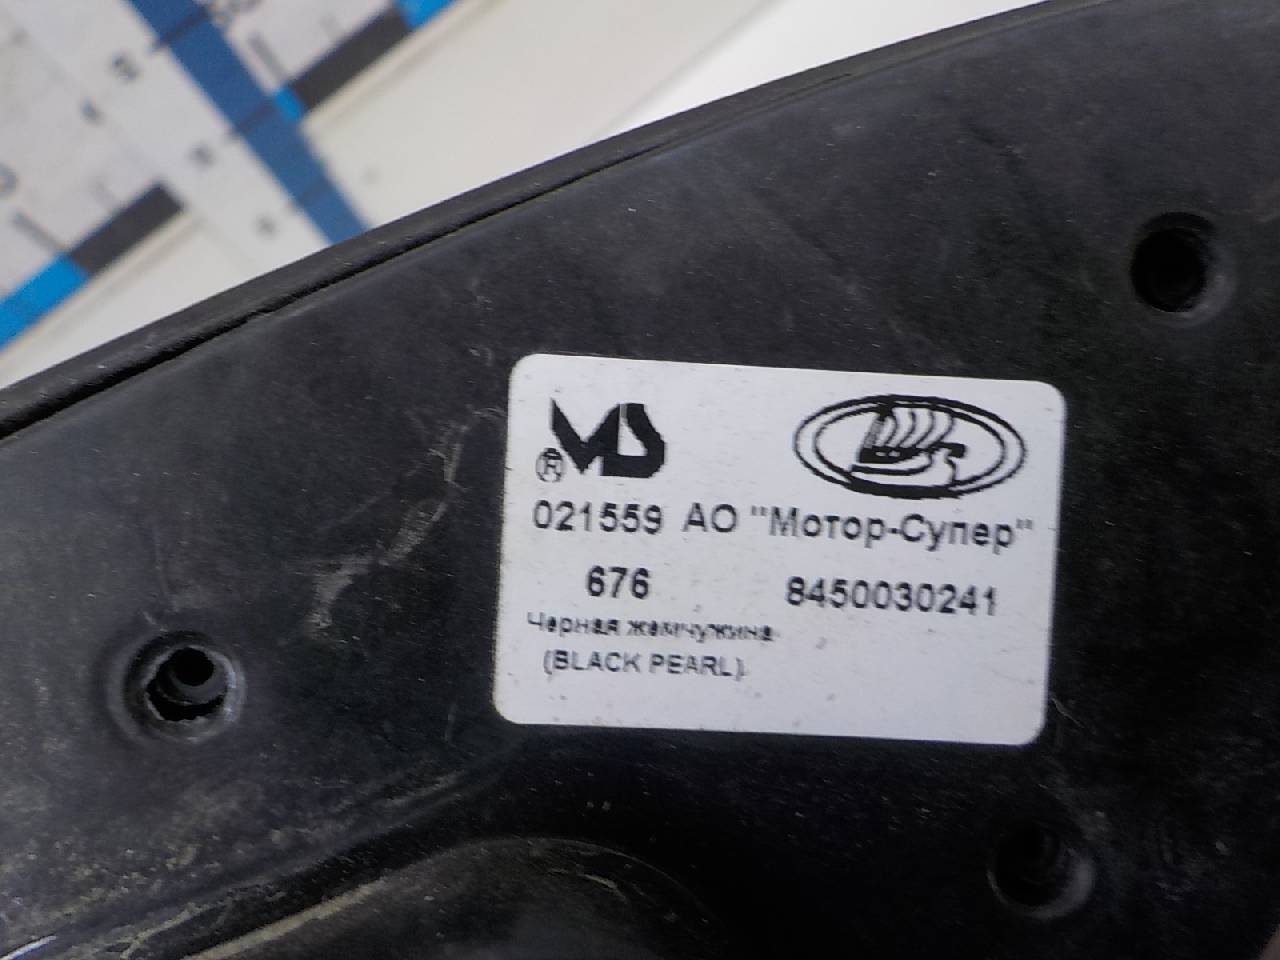 MS
®
021559 АО "Мотор-Супер"
676 8450030241
Черная жемчужина
(BLACK PEARL)